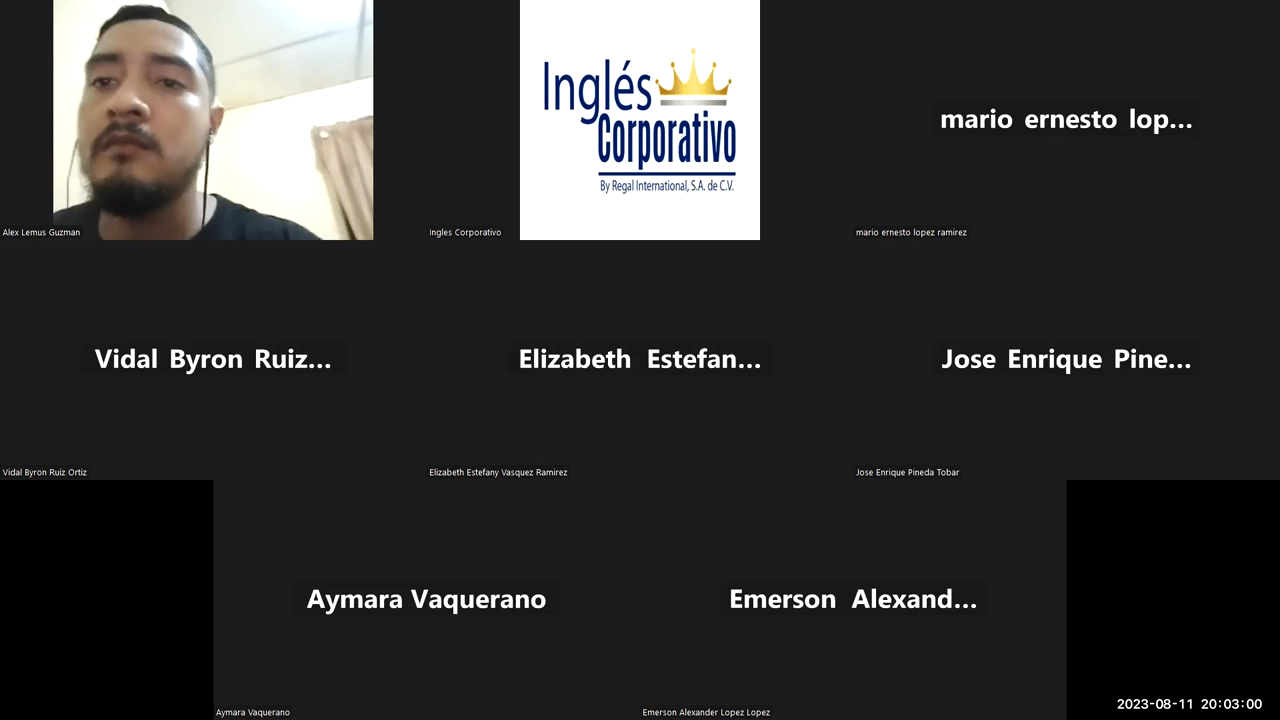 Alex Lemus Guzman
Inglés
Corporativo
By Regal International, S.A. de C.V.
Ingles Corporativo
mario ernesto lop...
mario ernesto lopez ramirez
Vidal Byron Ruiz...
Vidal Byron Ruiz Ortiz
Elizabeth Estefan...
Elizabeth Estefany Vasquez Ramirez
Jose Enrique Pine...
Jose Enrique Pineda Tobar
Aymara Vaquerano
Aymara Vaquerano
Emerson Alexand...
Emerson Alexander Lopez Lopez
2023-08-11 20:03:00